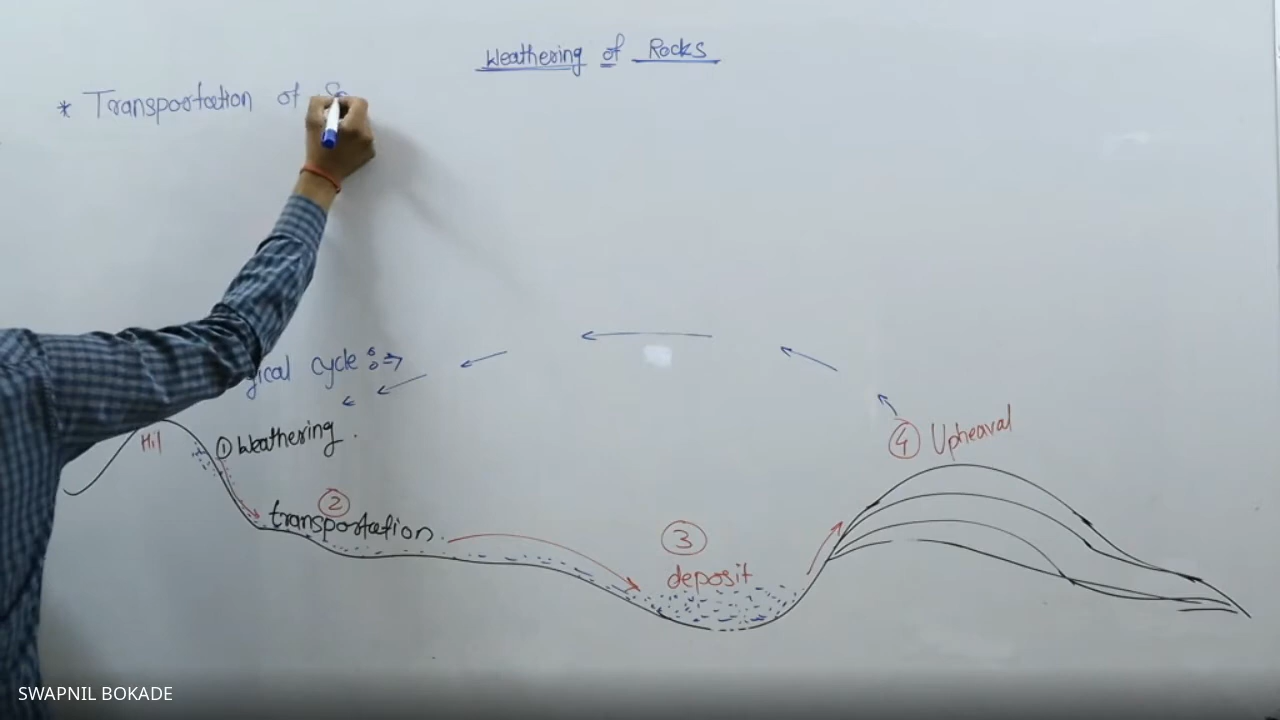 Weathering of Rocks
* Transportation of
gical cycle :⇒
Hil
① Weathering .
②
transportation.
③
deposit
④ Upheaval
SWAPNIL BOKADE